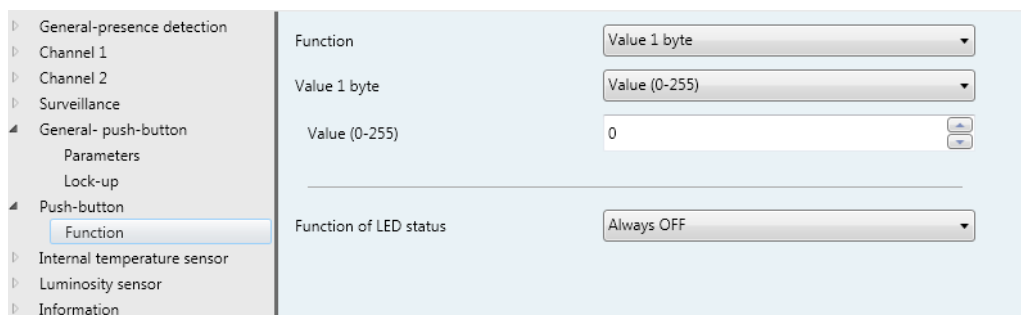 General-presence detection
Channel 1
Channel 2
Surveillance
General- push-button
Parameters
Lock-up
Push-button
Function
Internal temperature sensor
Luminosity sensor
Information
Function Value 1 byte
Value 1 byte Value (0-255)
Value (0-255) 0
Function of LED status Always OFF